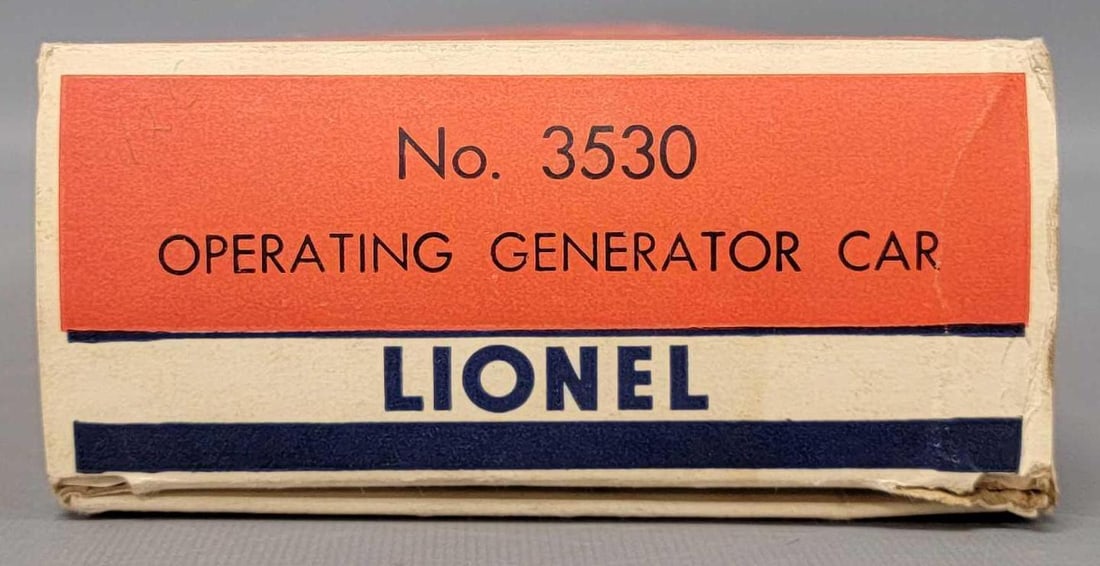 No. 3530
OPERATING GENERATOR CAR
LIONEL